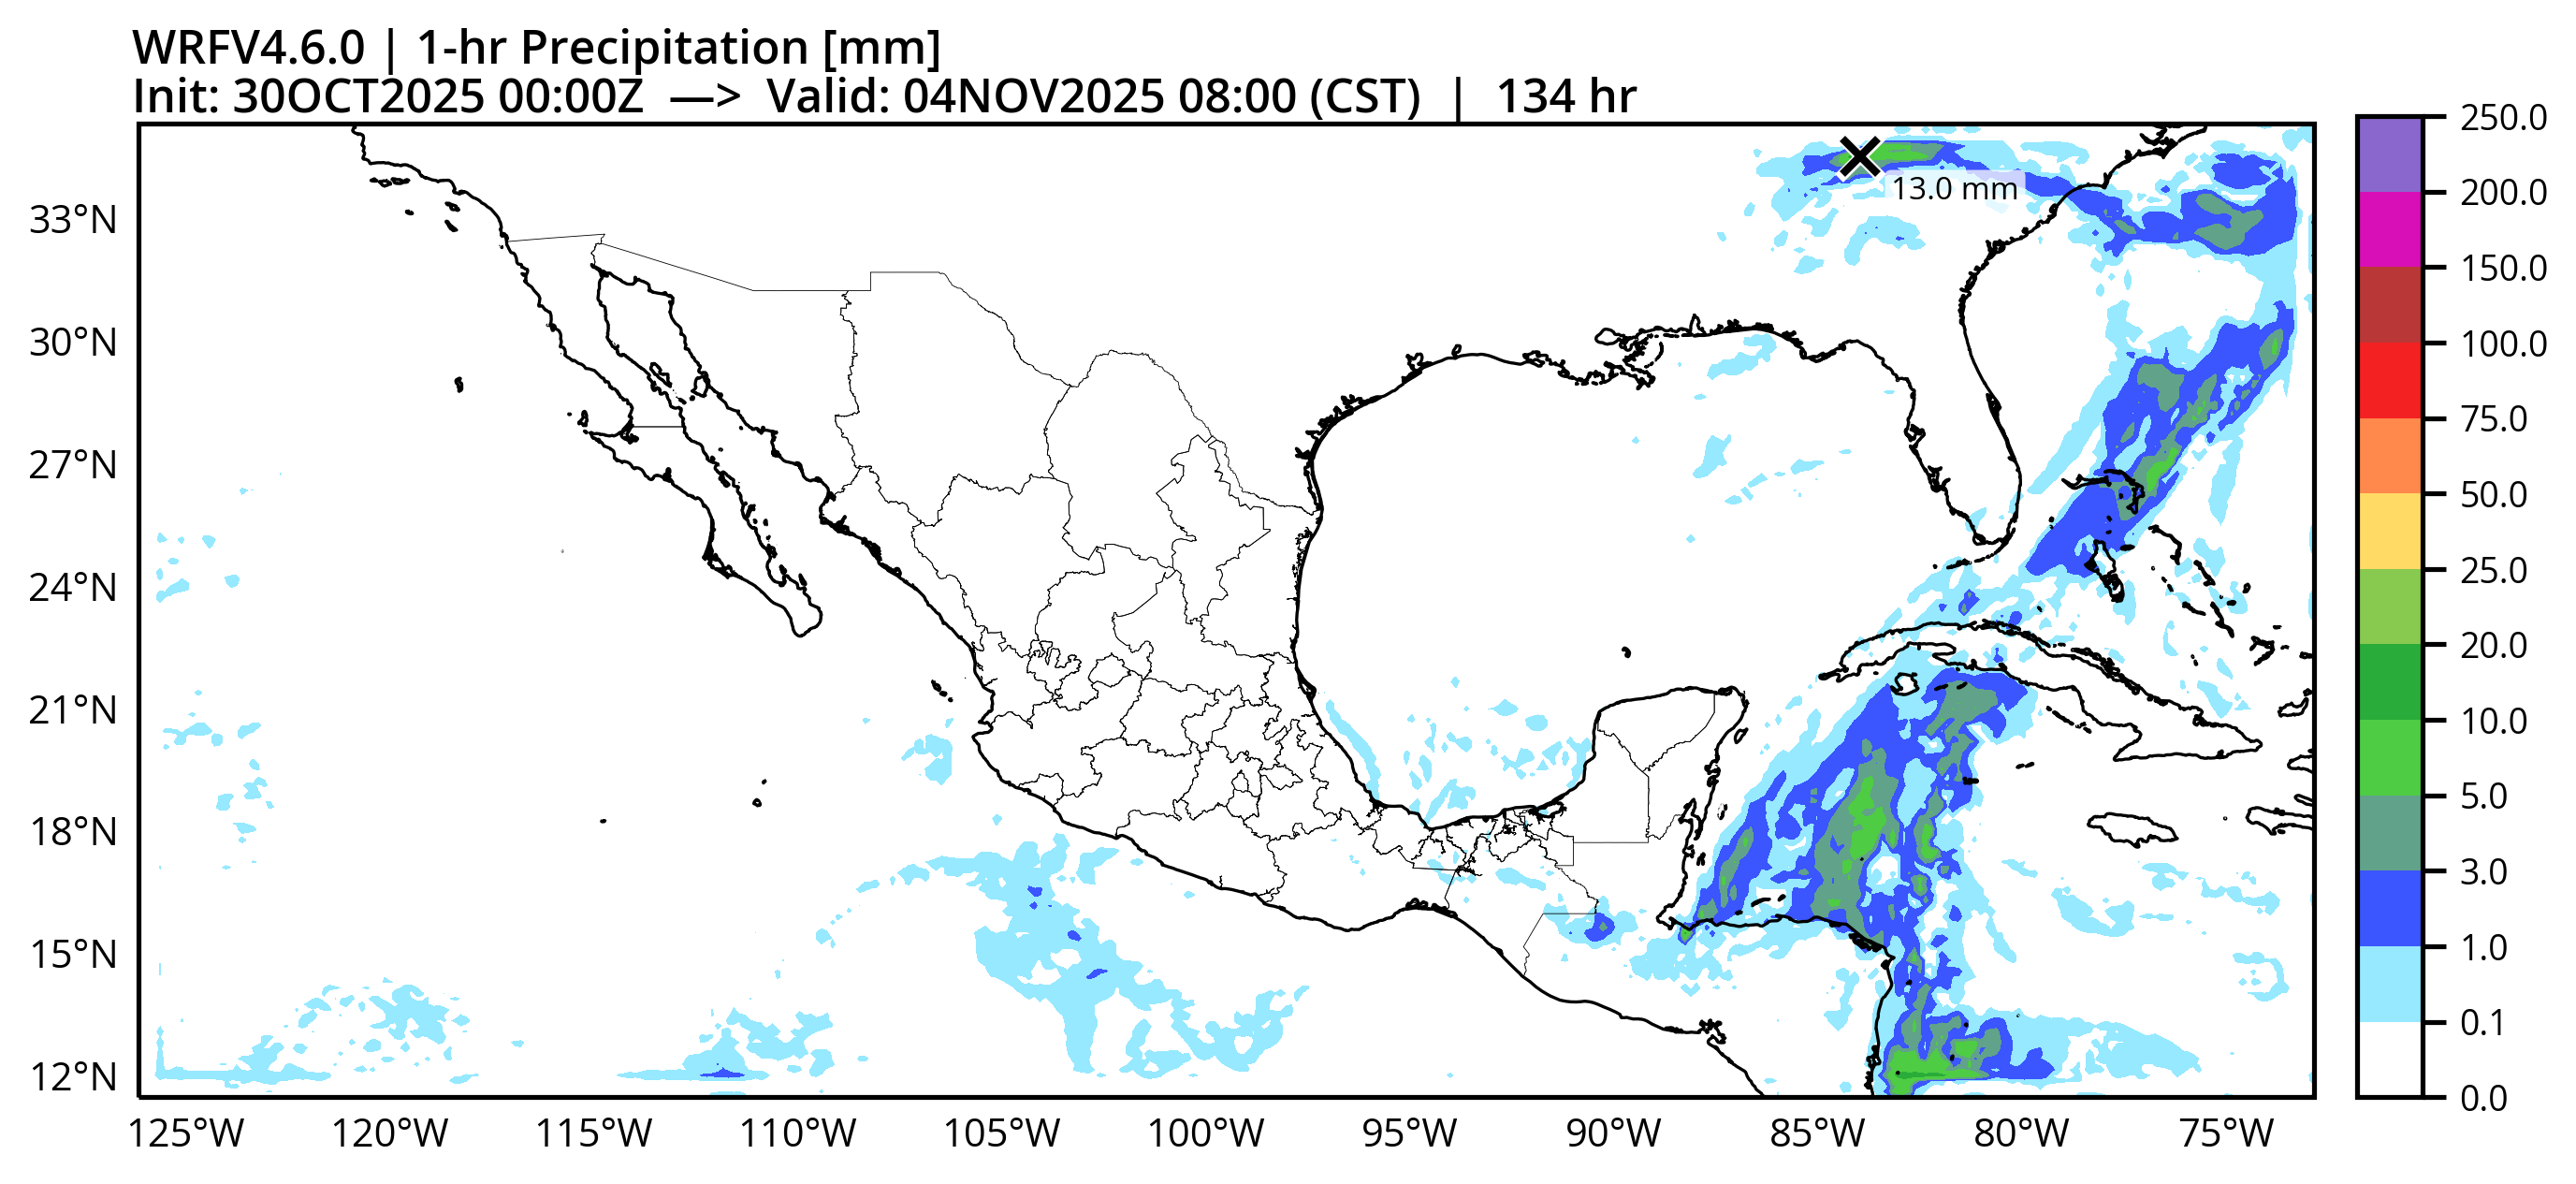 WRFV4.6.0 | 1-hr Precipitation [mm]
Init: 30OCT2025 00:00Z —> Valid: 04NOV2025 08:00 (CST) | 134 hr
13.0 mm
33°N
30°N
27°N
24°N
21°N
18°N
15°N
12°N
125°W 120°W 115°W 110°W 105°W 100°W 95°W 90°W 85°W 80°W 75°W
250.0
200.0
150.0
100.0
75.0
50.0
25.0
20.0
10.0
5.0
3.0
1.0
0.1
0.0